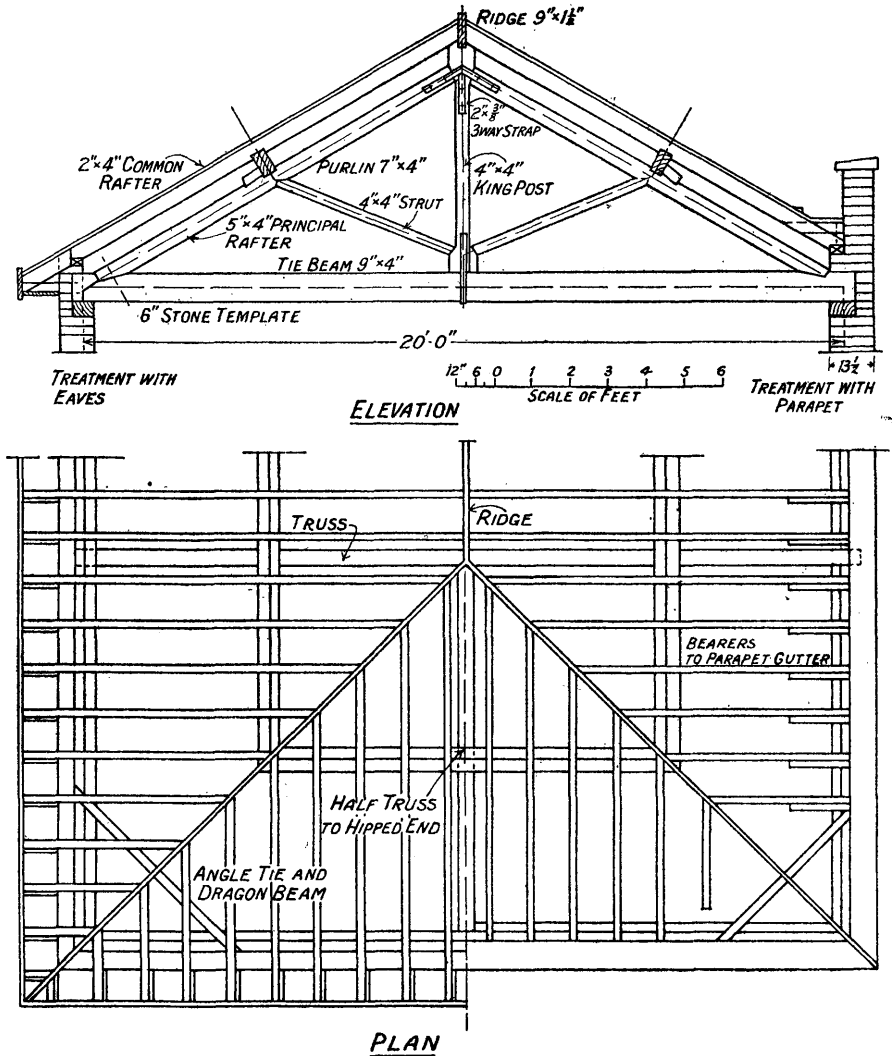 RIDGE 9"×1½"
2"×⅜"
3WAY STRAP
2"×4" COMMON
RAFTER
PURLIN 7"×4"
4"×4"
KING POST
4"×4" STRUT
5"×4" PRINCIPAL
RAFTER
TIE BEAM 9"×4"
6" STONE TEMPLATE
20'-0"
13½"
TREATMENT WITH
EAVES
12" 6 0 1 2 3 4 5 6
SCALE OF FEET
TREATMENT WITH
PARAPET
ELEVATION
TRUSS
RIDGE
BEARERS
TO PARAPET GUTTER
HALF TRUSS
TO HIPPED END
ANGLE TIE AND
DRAGON BEAM
PLAN